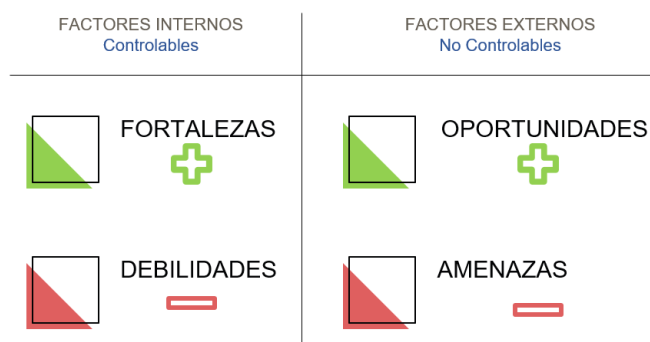 FACTORES INTERNOS
Controlables
FACTORES EXTERNOS
No Controlables
FORTALEZAS
OPORTUNIDADES
DEBILIDADES
AMENAZAS